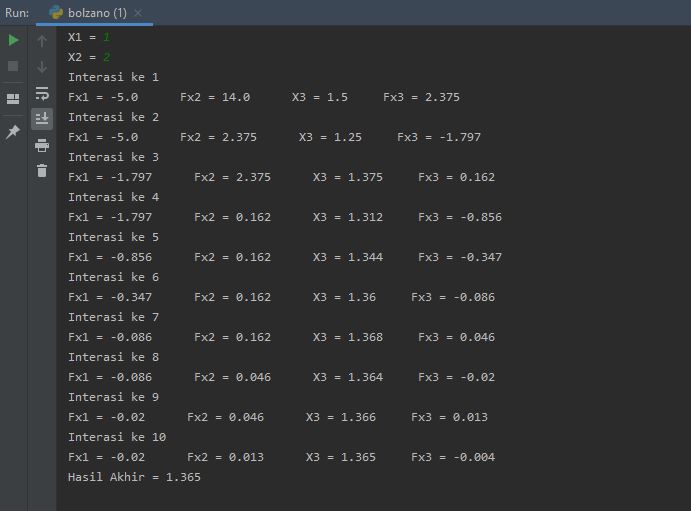 Run: bolzano (1)
X1 = 1
X2 = 2
Interasi ke 1
Fx1 = -5.0 Fx2 = 14.0 X3 = 1.5 Fx3 = 2.375
Interasi ke 2
Fx1 = -5.0 Fx2 = 2.375 X3 = 1.25 Fx3 = -1.797
Interasi ke 3
Fx1 = -1.797 Fx2 = 2.375 X3 = 1.375 Fx3 = 0.162
Interasi ke 4
Fx1 = -1.797 Fx2 = 0.162 X3 = 1.312 Fx3 = -0.856
Interasi ke 5
Fx1 = -0.856 Fx2 = 0.162 X3 = 1.344 Fx3 = -0.347
Interasi ke 6
Fx1 = -0.347 Fx2 = 0.162 X3 = 1.36 Fx3 = -0.086
Interasi ke 7
Fx1 = -0.086 Fx2 = 0.162 X3 = 1.368 Fx3 = 0.046
Interasi ke 8
Fx1 = -0.086 Fx2 = 0.046 X3 = 1.364 Fx3 = -0.02
Interasi ke 9
Fx1 = -0.02 Fx2 = 0.046 X3 = 1.366 Fx3 = 0.013
Interasi ke 10
Fx1 = -0.02 Fx2 = 0.013 X3 = 1.365 Fx3 = -0.004
Hasil Akhir = 1.365